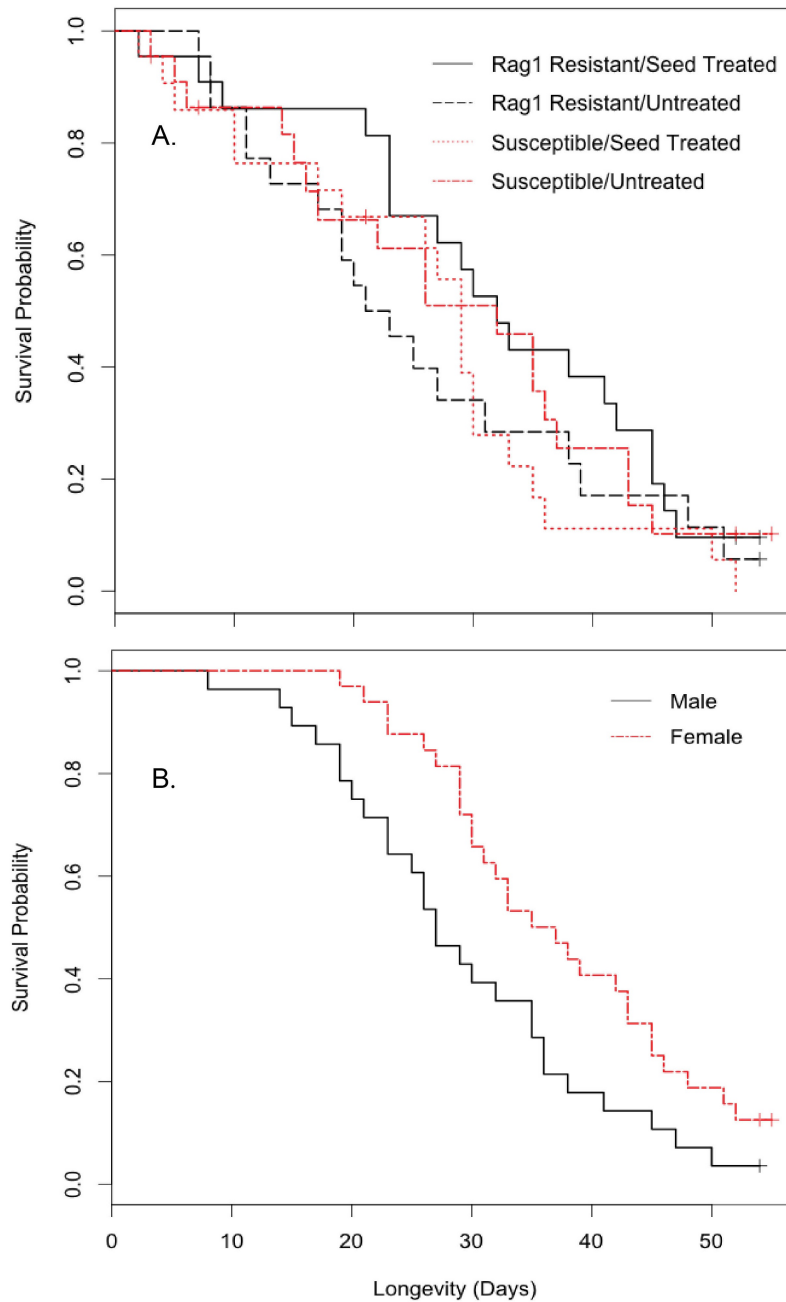 A.
Rag1 Resistant/Seed Treated
Rag1 Resistant/Untreated
Susceptible/Seed Treated
Susceptible/Untreated
Survival Probability
1.0
0.8
0.6
0.4
0.2
0.0
B.
Male
Female
Survival Probability
1.0
0.8
0.6
0.4
0.2
0.0
0 10 20 30 40 50
Longevity (Days)